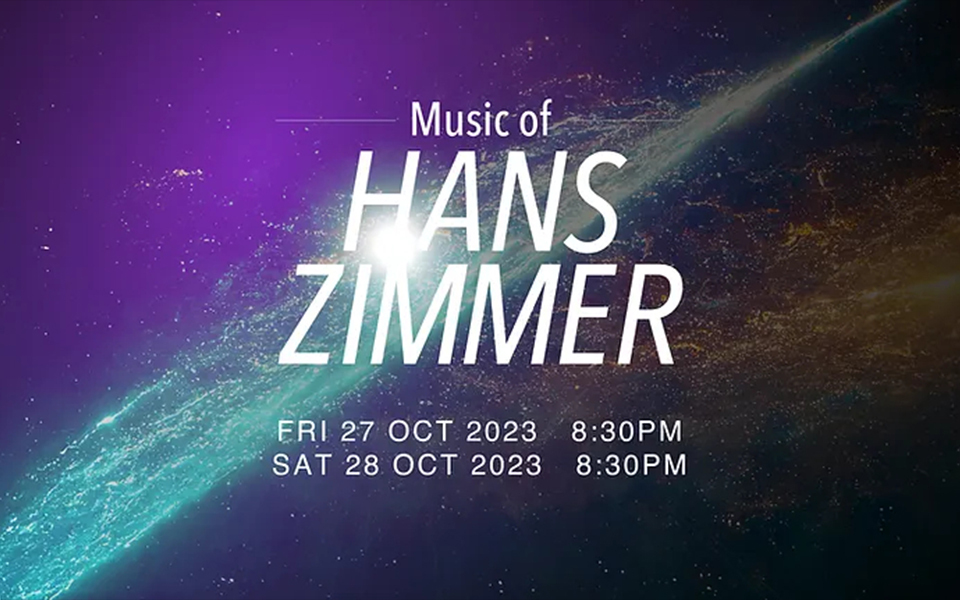 Music of
HANS
ZIMMER
FRI 27 OCT 2023 8:30PM
SAT 28 OCT 2023 8:30PM